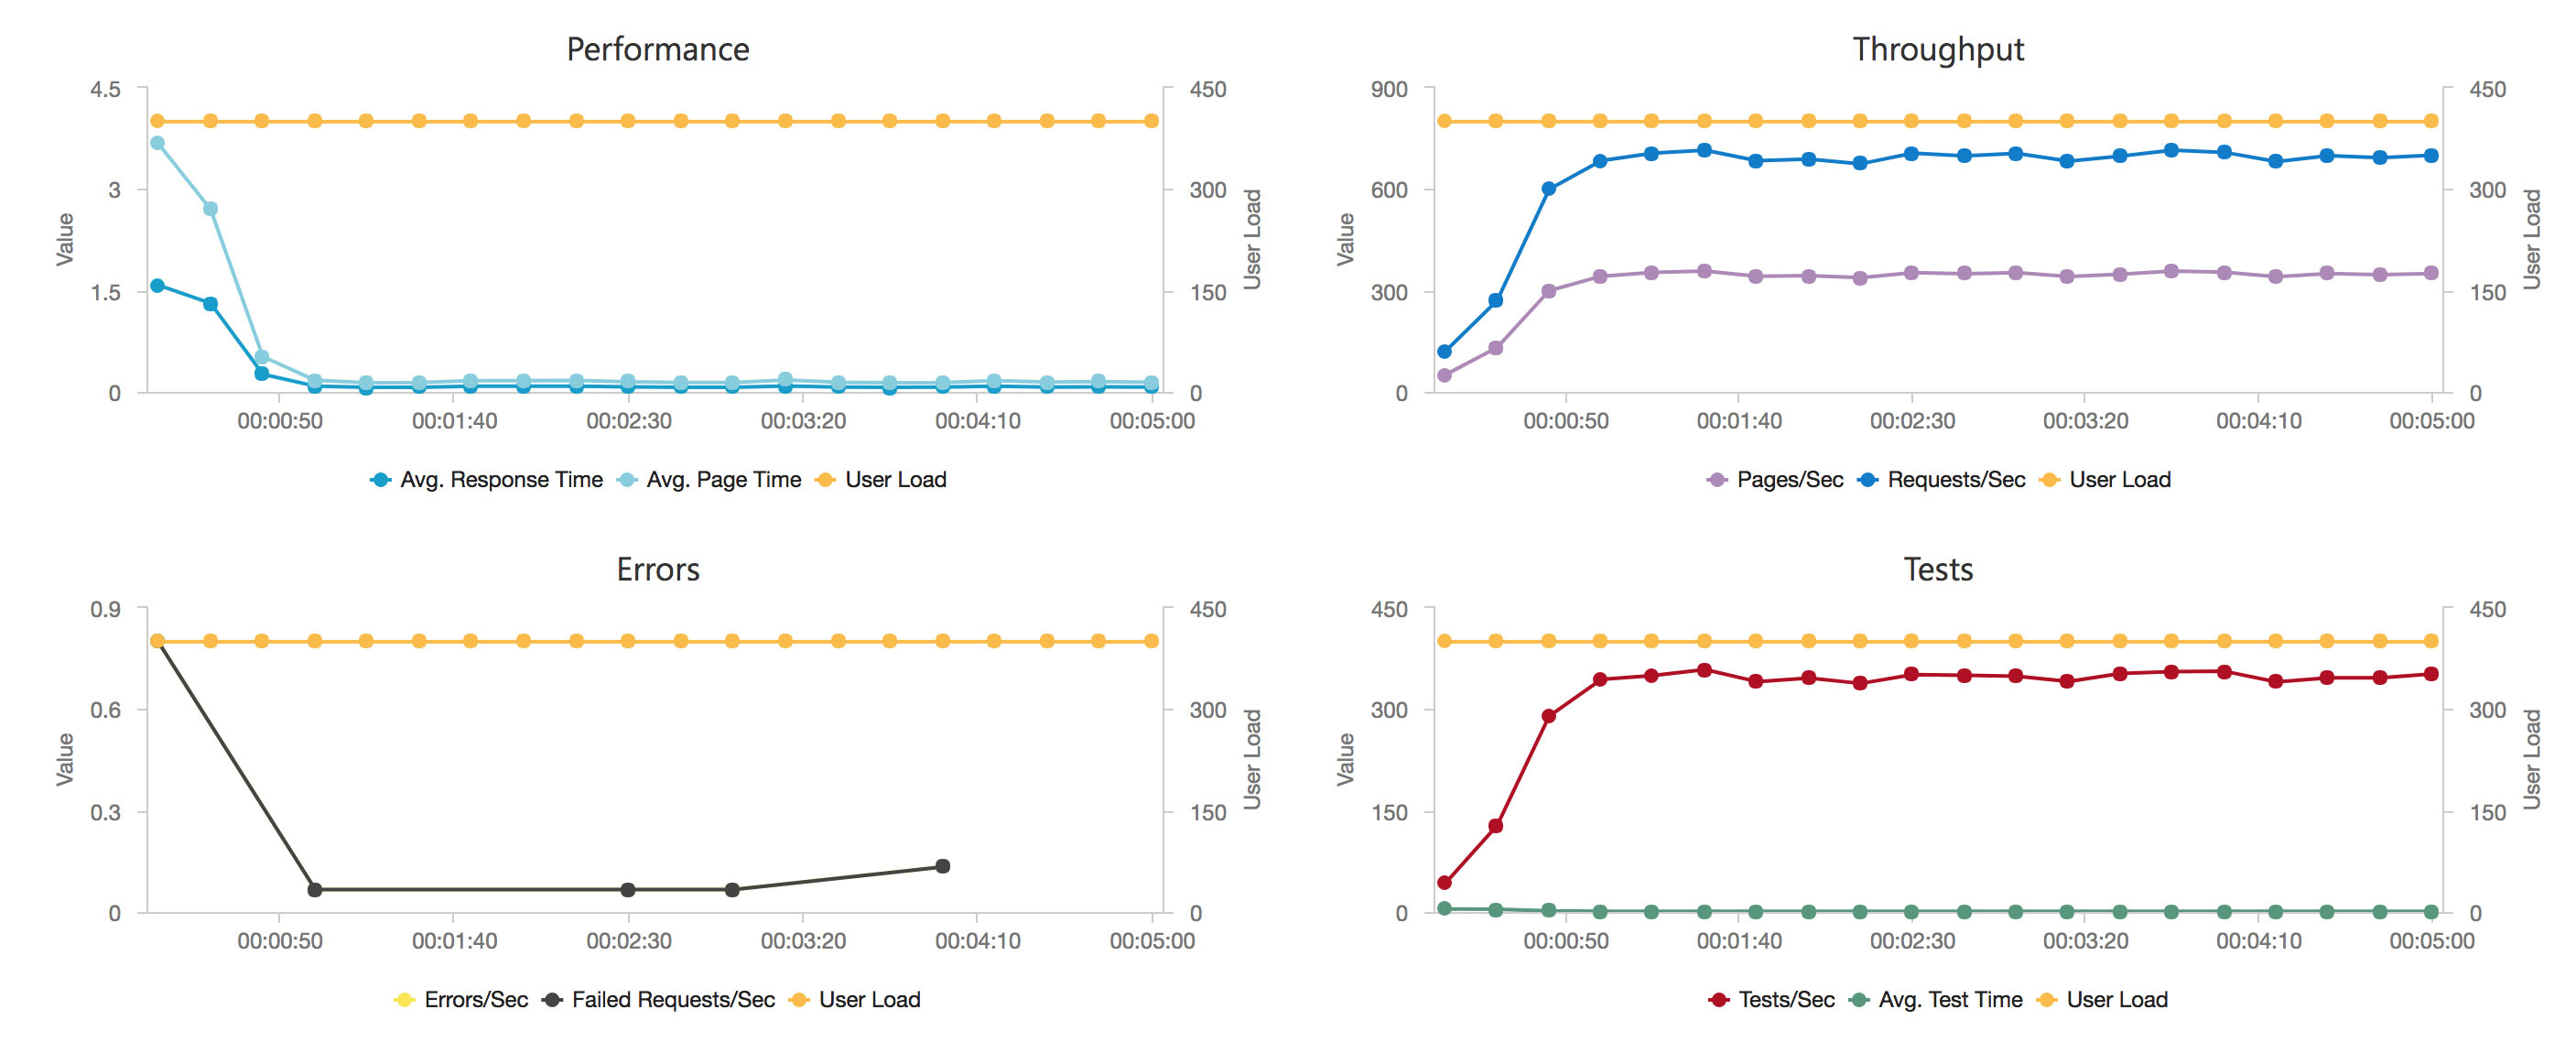 Performance
4.5
3
1.5
0
Value
450
300
150
0
User Load
00:00:50 00:01:40 00:02:30 00:03:20 00:04:10 00:05:00
Avg. Response Time Avg. Page Time User Load
Throughput
900
600
300
0
Value
450
300
150
0
User Load
00:00:50 00:01:40 00:02:30 00:03:20 00:04:10 00:05:00
Pages/Sec Requests/Sec User Load
Errors
0.9
0.6
0.3
0
Value
450
300
150
0
User Load
00:00:50 00:01:40 00:02:30 00:03:20 00:04:10 00:05:00
Errors/Sec Failed Requests/Sec User Load
Tests
450
300
150
0
Value
450
300
150
0
User Load
00:00:50 00:01:40 00:02:30 00:03:20 00:04:10 00:05:00
Tests/Sec Avg. Test Time User Load